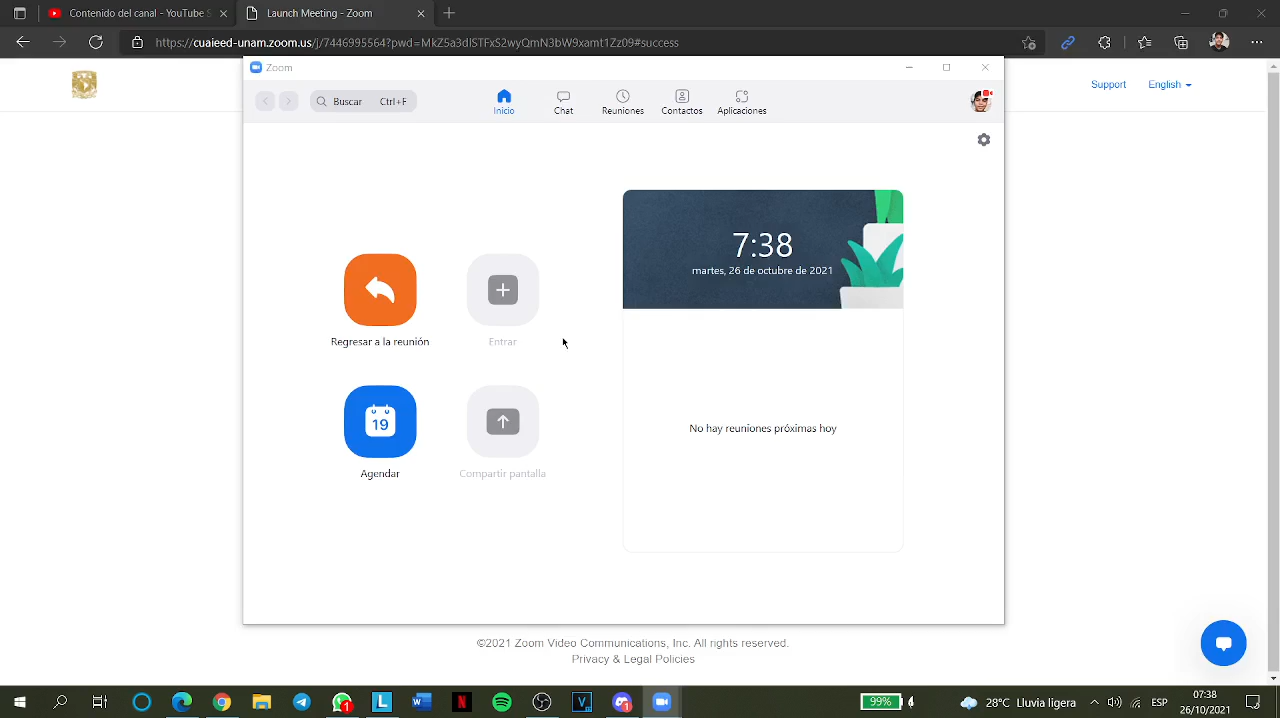 Contenido del canal - YouTube S
Launch Meeting - Zoom
https://cuaieed-unam.zoom.us/j/7446995564?pwd=MkZ5a3dISTFxS2wyQmN3bW9xamt1Zz09#success
Zoom
Buscar Ctrl+F
Inicio
Chat
Reuniones
Contactos
Aplicaciones
Support
English
7:38
martes, 26 de octubre de 2021
Regresar a la reunión
Entrar
19
Agendar
Compartir pantalla
No hay reuniones próximas hoy
©2021 Zoom Video Communications, Inc. All rights reserved.
Privacy & Legal Policies
99%
28°C Lluvia ligera
ESP
07:38
26/10/2021